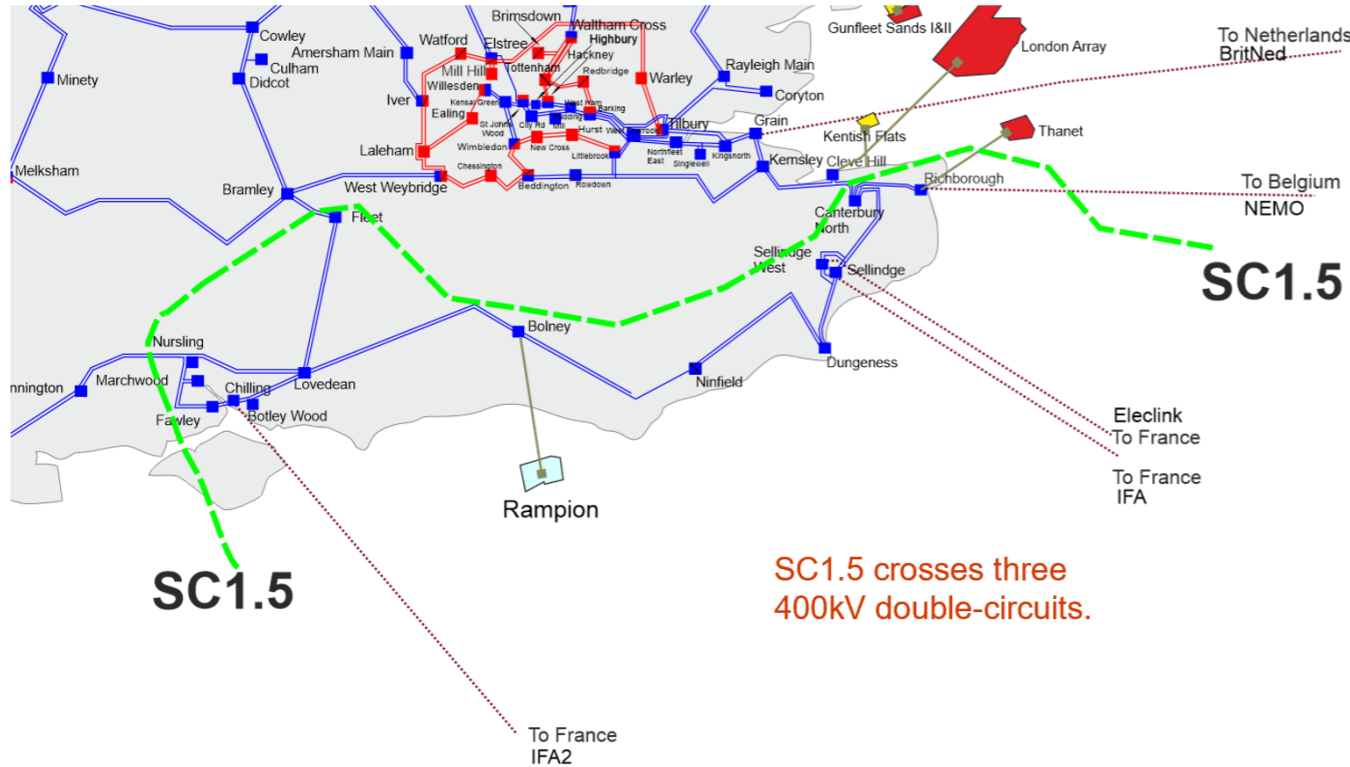 Brimsdown
Waltham Cross
Gunfleet Sands I&II
Cowley
Watford
Elstree
Highbury
London Array
To Netherlands
BritNed
Amersham Main
Culham
Mill Hill
Tottenham
Hackney
Redbridge
Rayleigh Main
Minety
Didcot
Willesden
Warley
Iver
Kensal Green
West Ham
Barking
Coryton
Ealing
St Johns
Wood
City Rd
Mill
Hurst
Tilbury
Grain
Kentish Flats
Thanet
Laleham
Wimbledon
New Cross
Littlebrook
Northfleet
East
Singlewell
Kingsnorth
Kemsley
Cleve Hill
Melksham
Chessington
Bramley
West Weybridge
Beddington
Rowdown
Richborough
To Belgium
NEMO
Fleet
Canterbury
North
Sellindge
West
Sellindge
SC1.5
Nursling
Bolney
Dungeness
nnington
Marchwood
Chilling
Lovedean
Ninfield
Fawley
Botley Wood
Eleclink
To France
To France
IFA
Rampion
SC1.5
SC1.5 crosses three
400kV double-circuits.
To France
IFA2